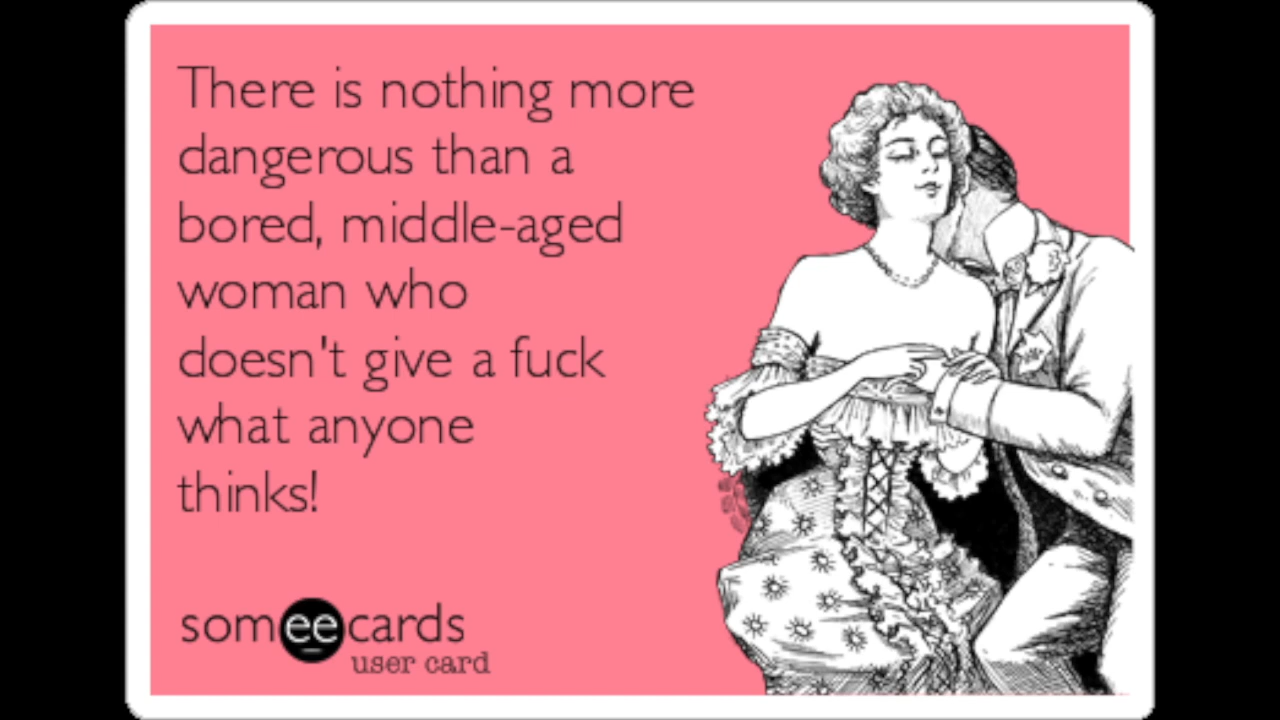 There is nothing more
dangerous than a
bored, middle-aged
woman who
doesn't give a fuck
what anyone
thinks!
someecards
user card